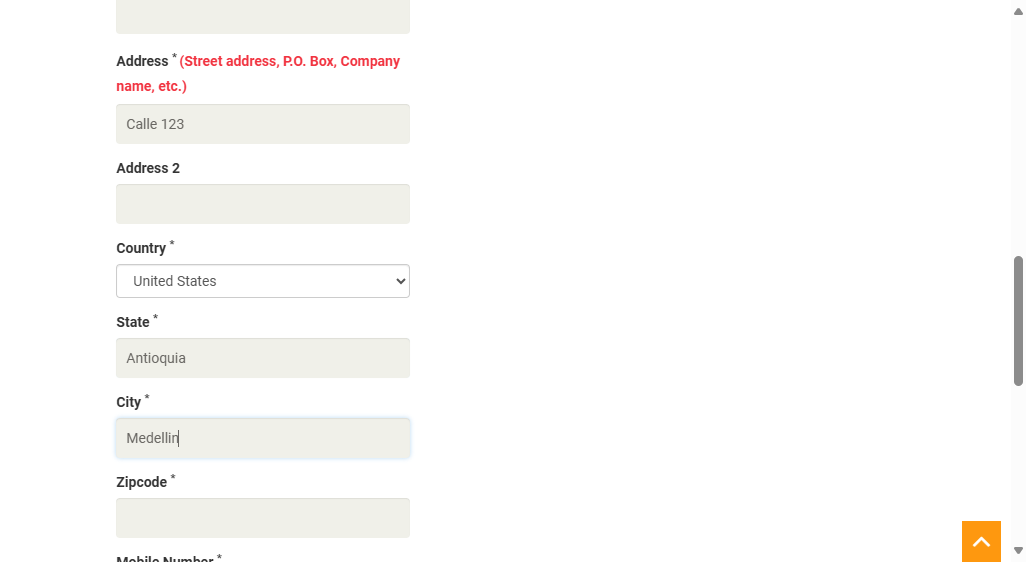 Address * (Street address, P.O. Box, Company
name, etc.)
Calle 123
Address 2
Country *
United States
State *
Antioquia
City *
Medellin
Zipcode *
Mobile Number *